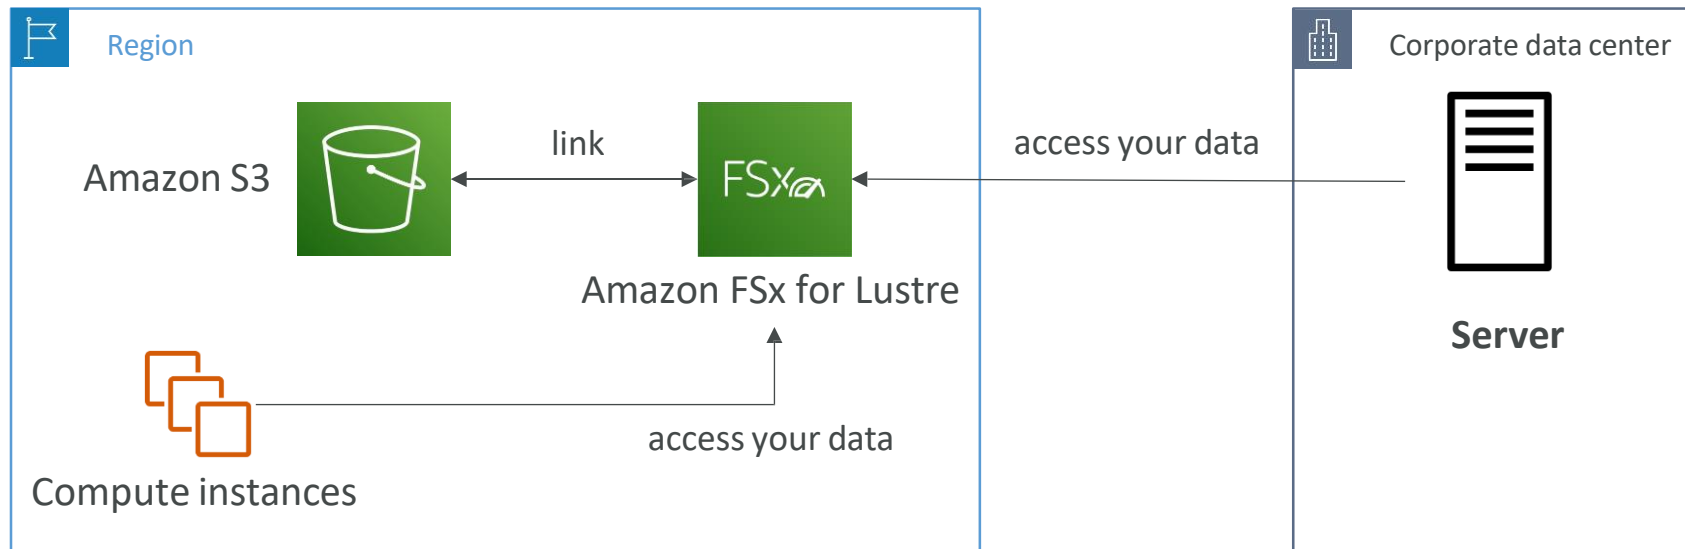 Region
Corporate data center
link
access your data
Amazon S3
FSx
Amazon FSx for Lustre
Server
access your data
Compute instances